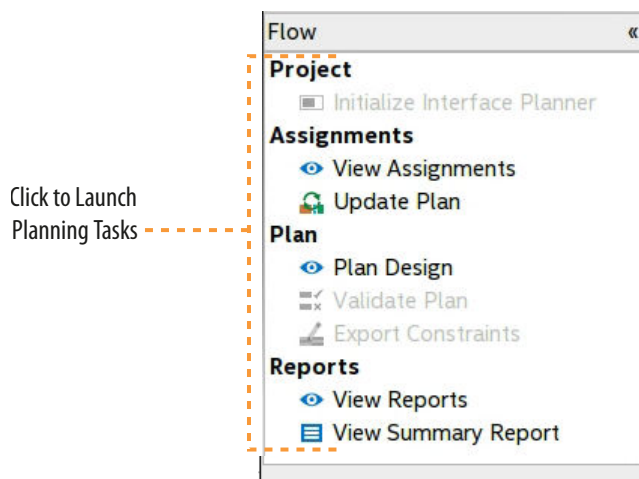 Flow «
Project
Initialize Interface Planner
Assignments
View Assignments
Update Plan
Click to Launch
Planning Tasks
Plan
Plan Design
Validate Plan
Export Constraints
Reports
View Reports
View Summary Report